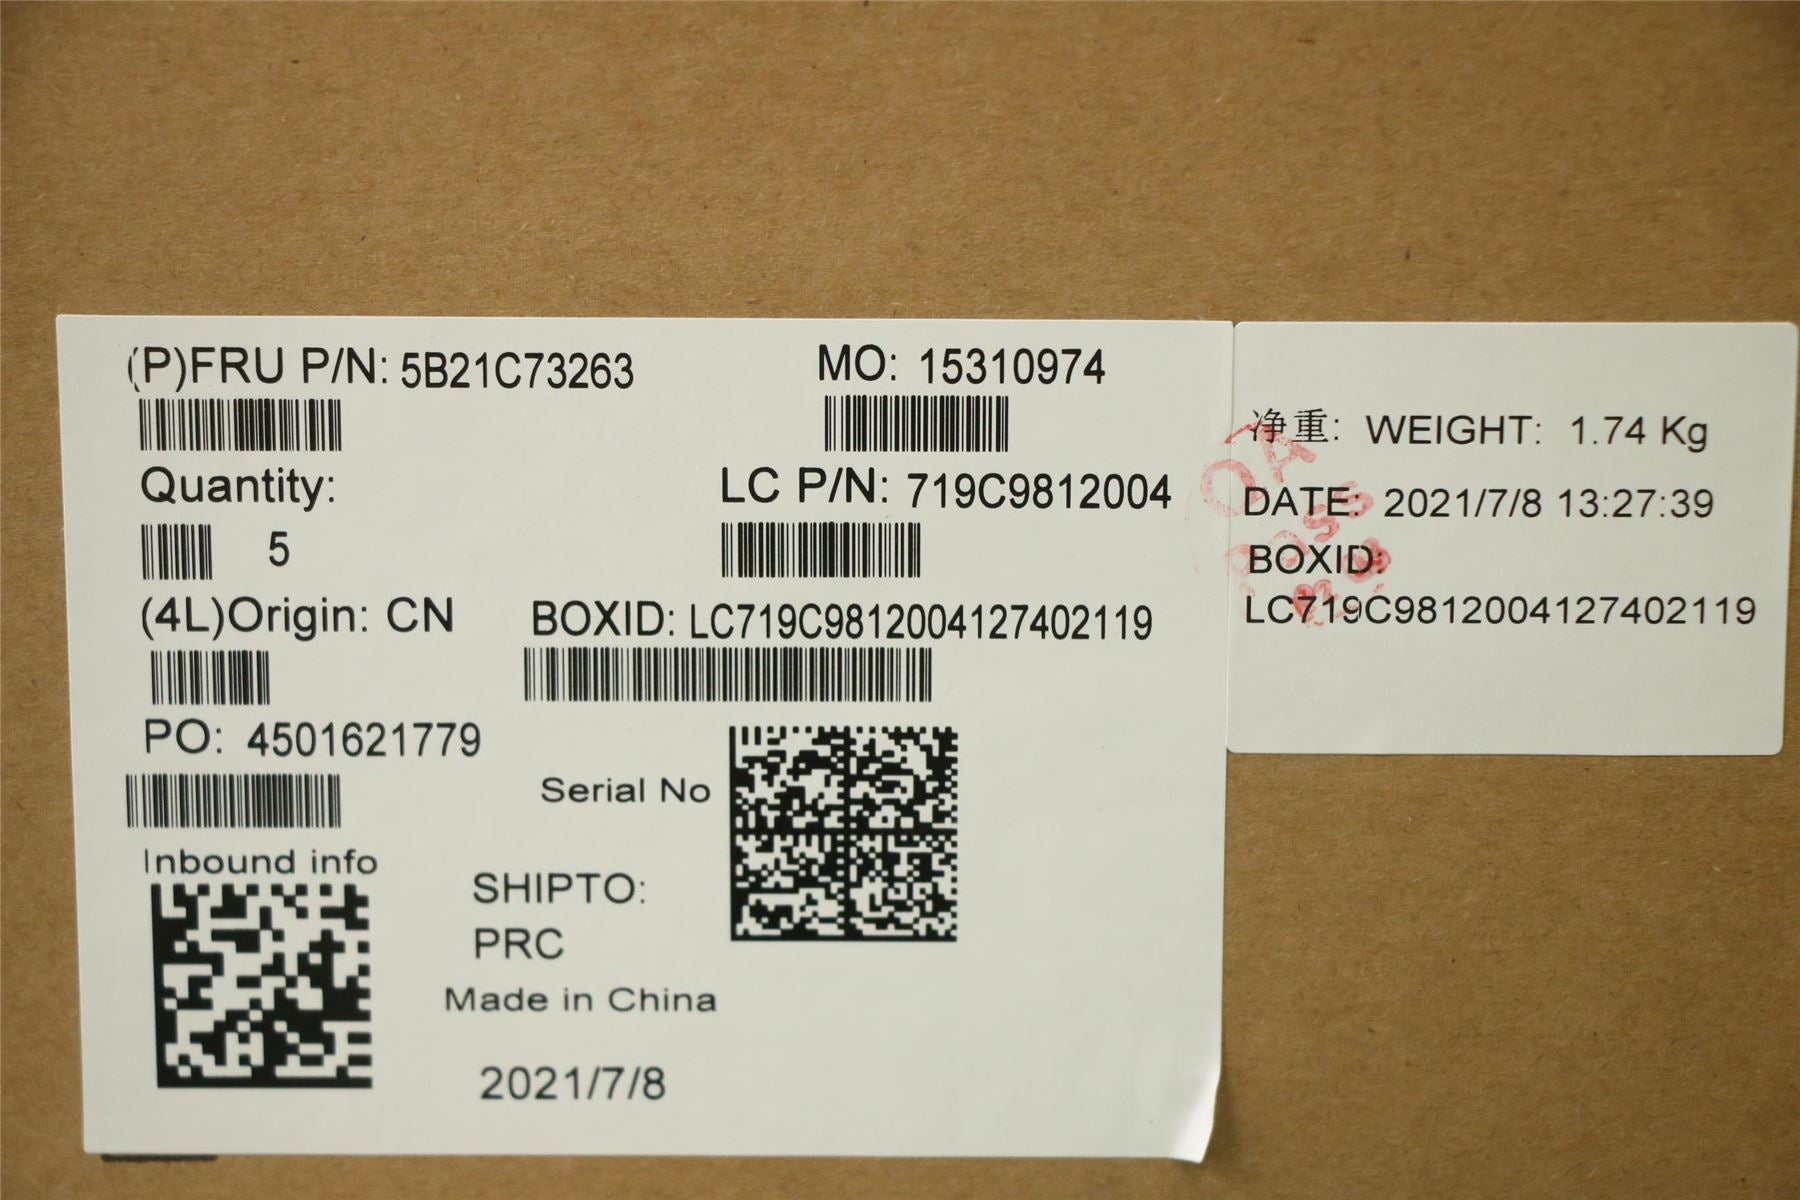 (P)FRU P/N: 5B21C73263
MO: 15310974
Quantity:
5
LC P/N: 719C9812004
(4L)Origin: CN
BOXID: LC719C9812004127402119
PO: 4501621779
Serial No
Inbound info
SHIPTO:
PRC
Made in China
2021/7/8
净重: WEIGHT: 1.74 Kg
DATE: 2021/7/8 13:27:39
BOXID:
LC719C9812004127402119
QA